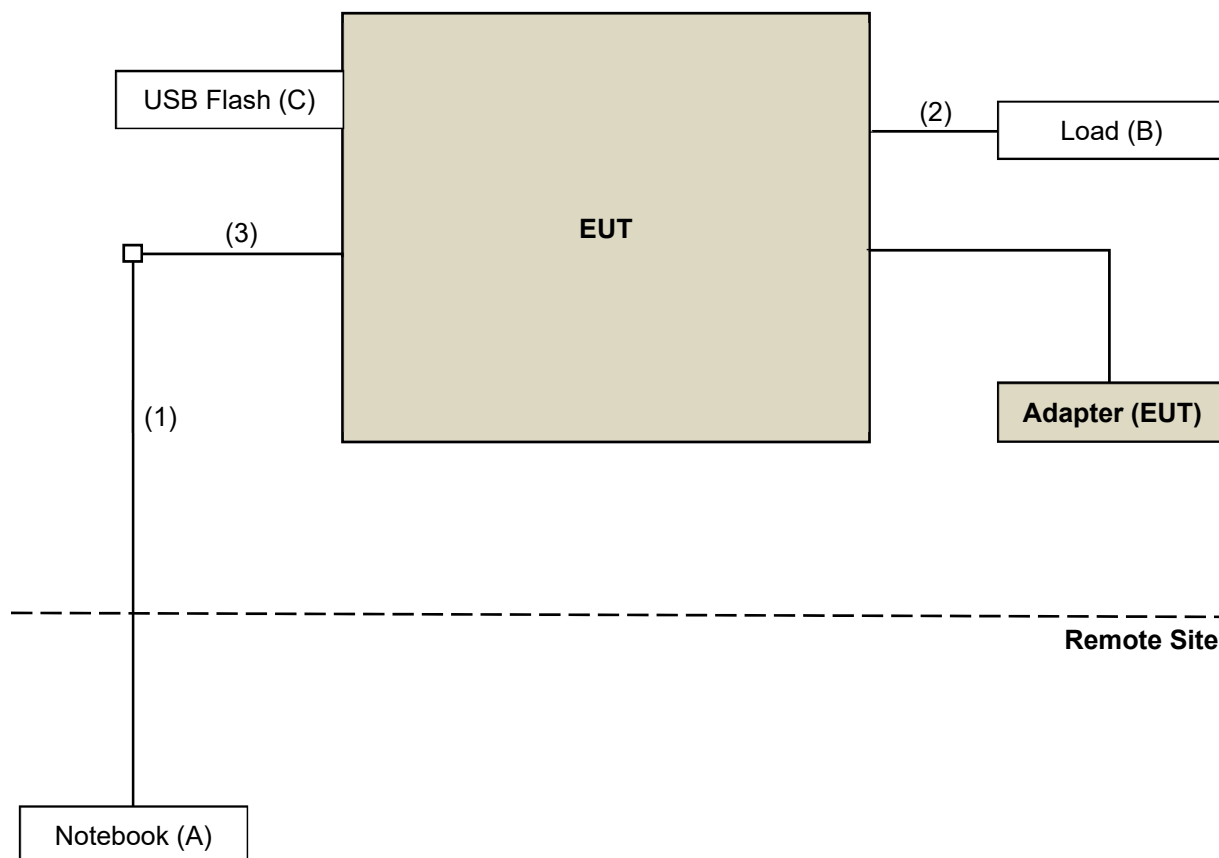 USB Flash (C)
(2)
Load (B)
EUT
(3)
Adapter (EUT)
(1)
Remote Site
Notebook (A)